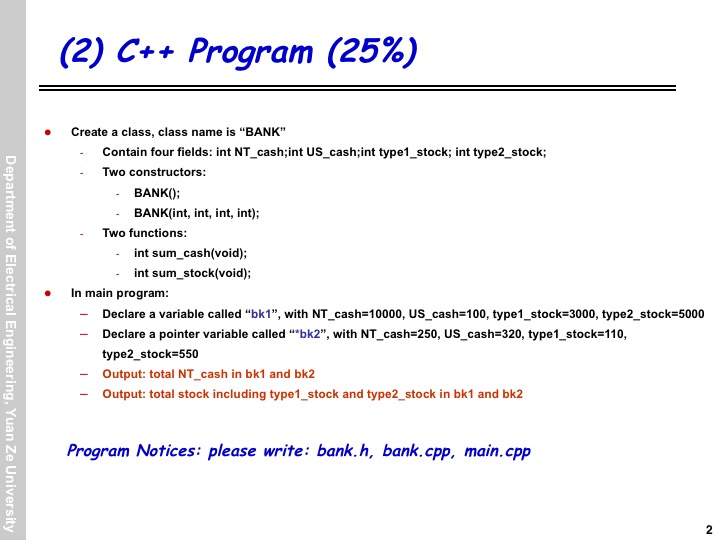 (2) C++ Program (25%)
● Create a class, class name is “BANK”
- Contain four fields: int NT_cash;int US_cash;int type1_stock; int type2_stock;
- Two constructors:
- BANK();
- BANK(int, int, int, int);
- Two functions:
- int sum_cash(void);
- int sum_stock(void);
● In main program:
– Declare a variable called “bk1”, with NT_cash=10000, US_cash=100, type1_stock=3000, type2_stock=5000
– Declare a pointer variable called “*bk2”, with NT_cash=250, US_cash=320, type1_stock=110,
type2_stock=550
– Output: total NT_cash in bk1 and bk2
– Output: total stock including type1_stock and type2_stock in bk1 and bk2
Program Notices: please write: bank.h, bank.cpp, main.cpp
Department of Electrical Engineering, Yuan Ze University
2